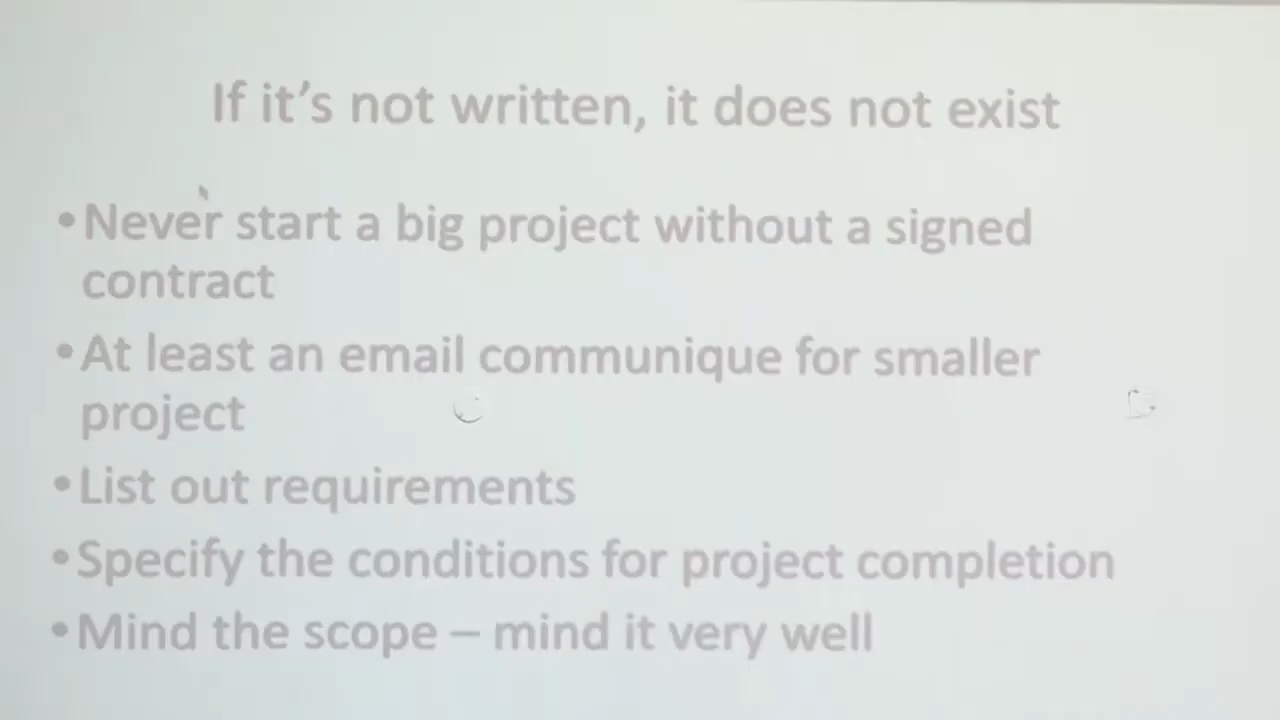 If it's not written, it does not exist
•Never start a big project without a signed
contract
•At least an email communique for smaller
project
•List out requirements
•Specify the conditions for project completion
•Mind the scope – mind it very well